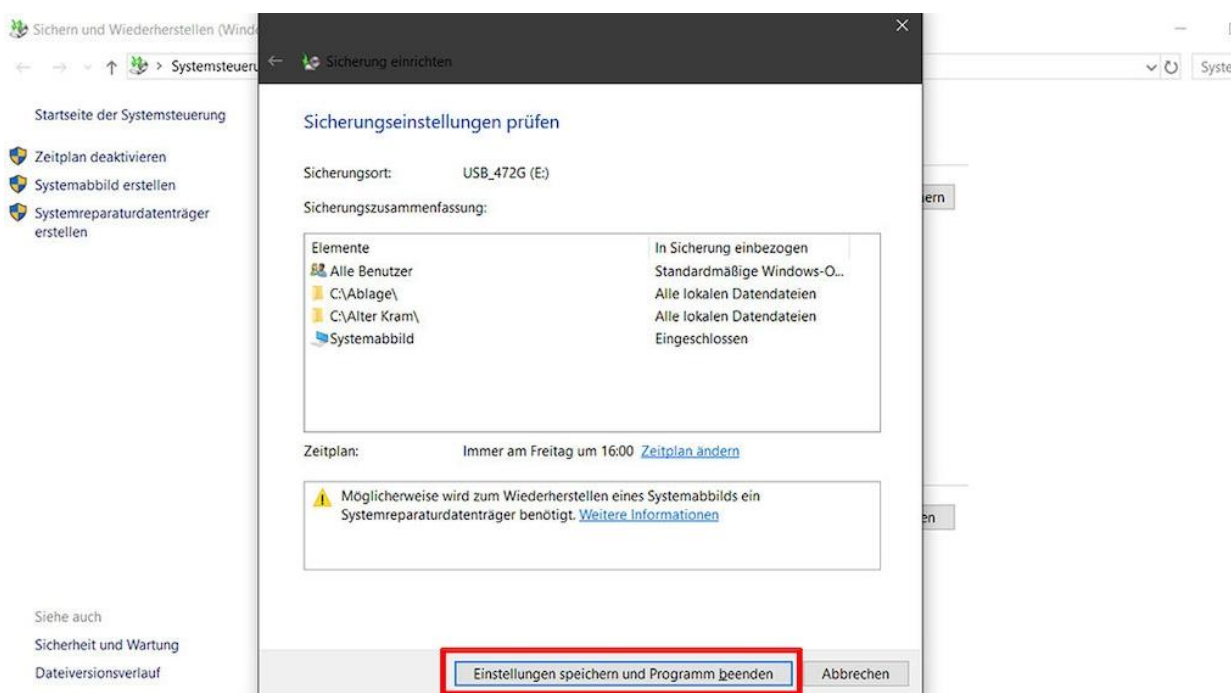 Sichern und Wiederherstellen
Systemsteuer
Syste
Startseite der Systemsteuerung
Zeitplan deaktivieren
Systemabbild erstellen
Systemreparaturdatenträger
erstellen
Siehe auch
Sicherheit und Wartung
Dateiversionsverlauf
Sicherung einrichten
Sicherungseinstellungen prüfen
Sicherungsort: USB_472G (E:)
Sicherungszusammenfassung:
Elemente In Sicherung einbezogen
Alle Benutzer Standardmäßige Windows-O...
C:\Ablage\ Alle lokalen Datendateien
C:\Alter Kram\ Alle lokalen Datendateien
Systemabbild Eingeschlossen
Zeitplan: Immer am Freitag um 16:00 Zeitplan ändern
Möglicherweise wird zum Wiederherstellen eines Systemabbilds ein
Systemreparaturdatenträger benötigt. Weitere Informationen
Einstellungen speichern und Programm beenden Abbrechen
ern
en